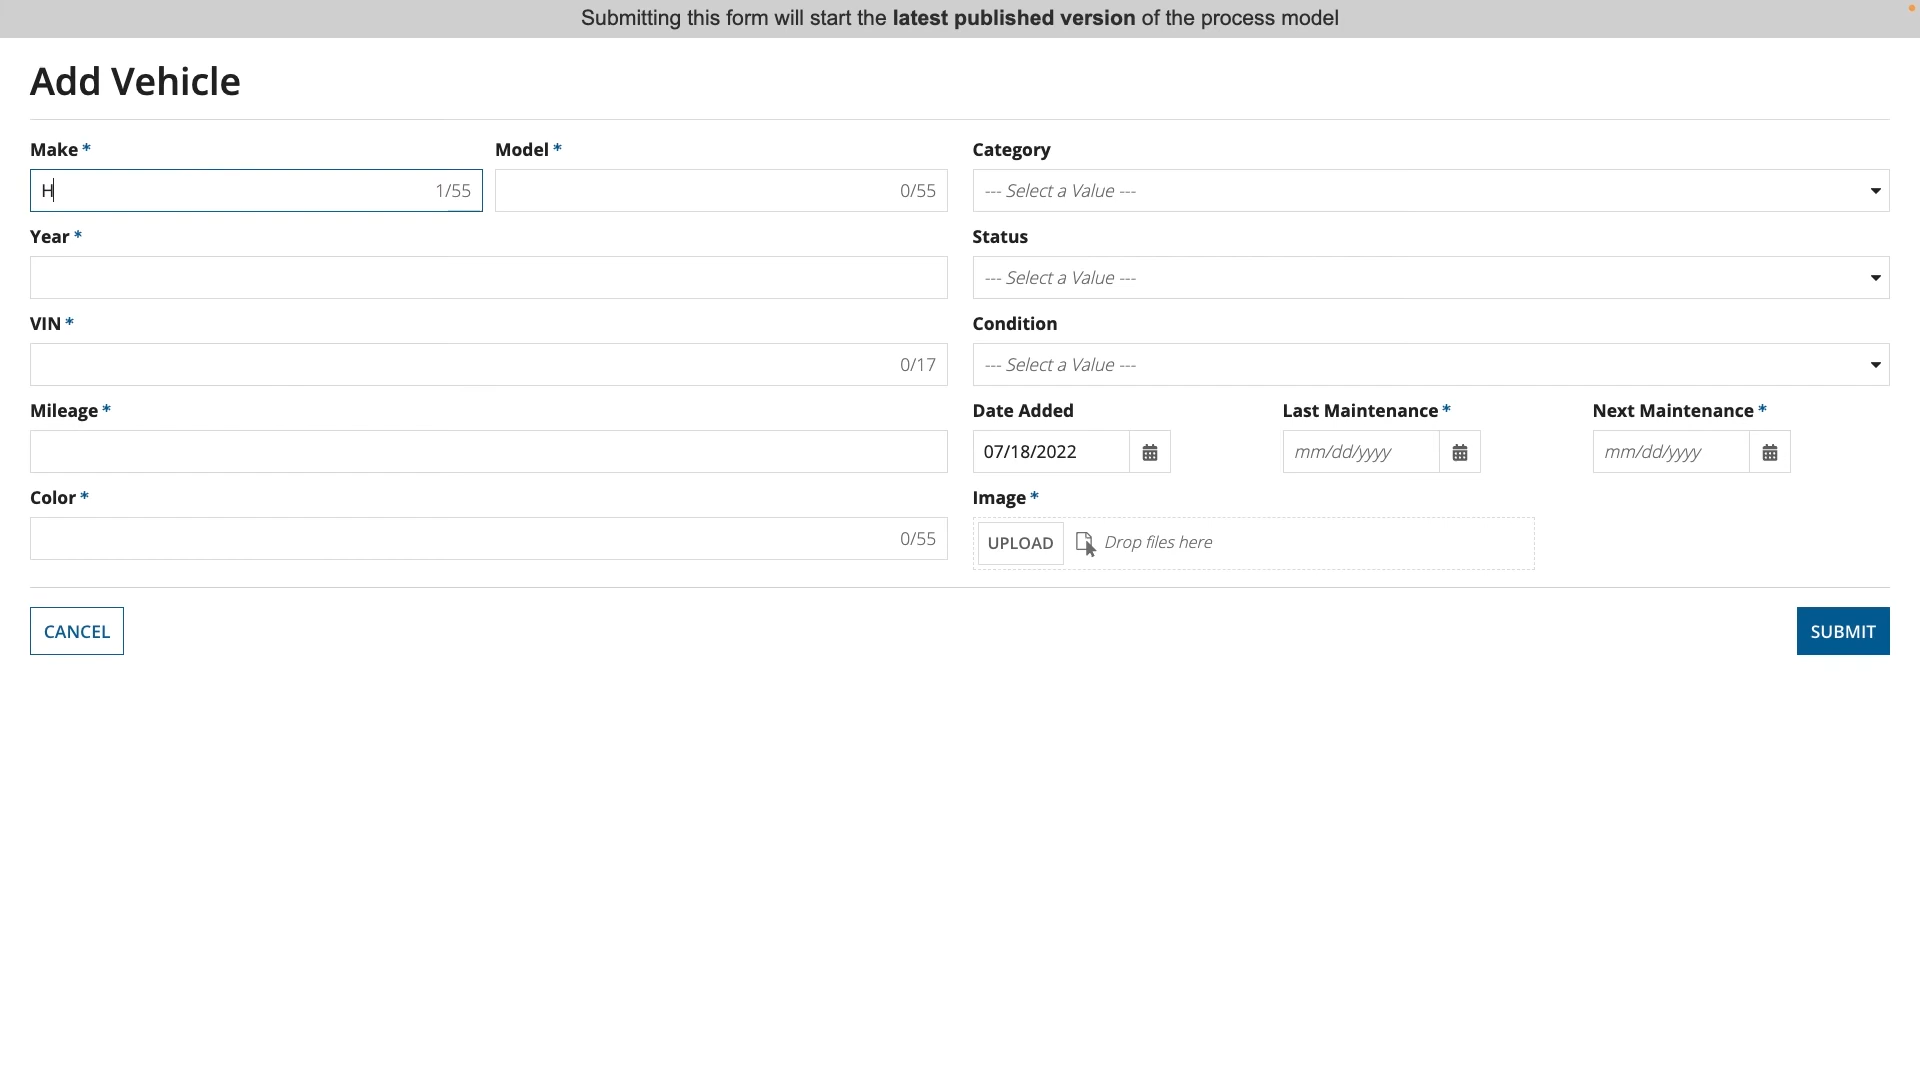 Submitting this form will start the latest published version of the process model
Add Vehicle
Make *
H
1/55
Model *
0/55
Category
--- Select a Value ---
Year *
Status
--- Select a Value ---
VIN *
0/17
Condition
--- Select a Value ---
Mileage *
Date Added
07/18/2022
Last Maintenance *
mm/dd/yyyy
Next Maintenance *
mm/dd/yyyy
Color *
0/55
Image *
UPLOAD
Drop files here
CANCEL
SUBMIT